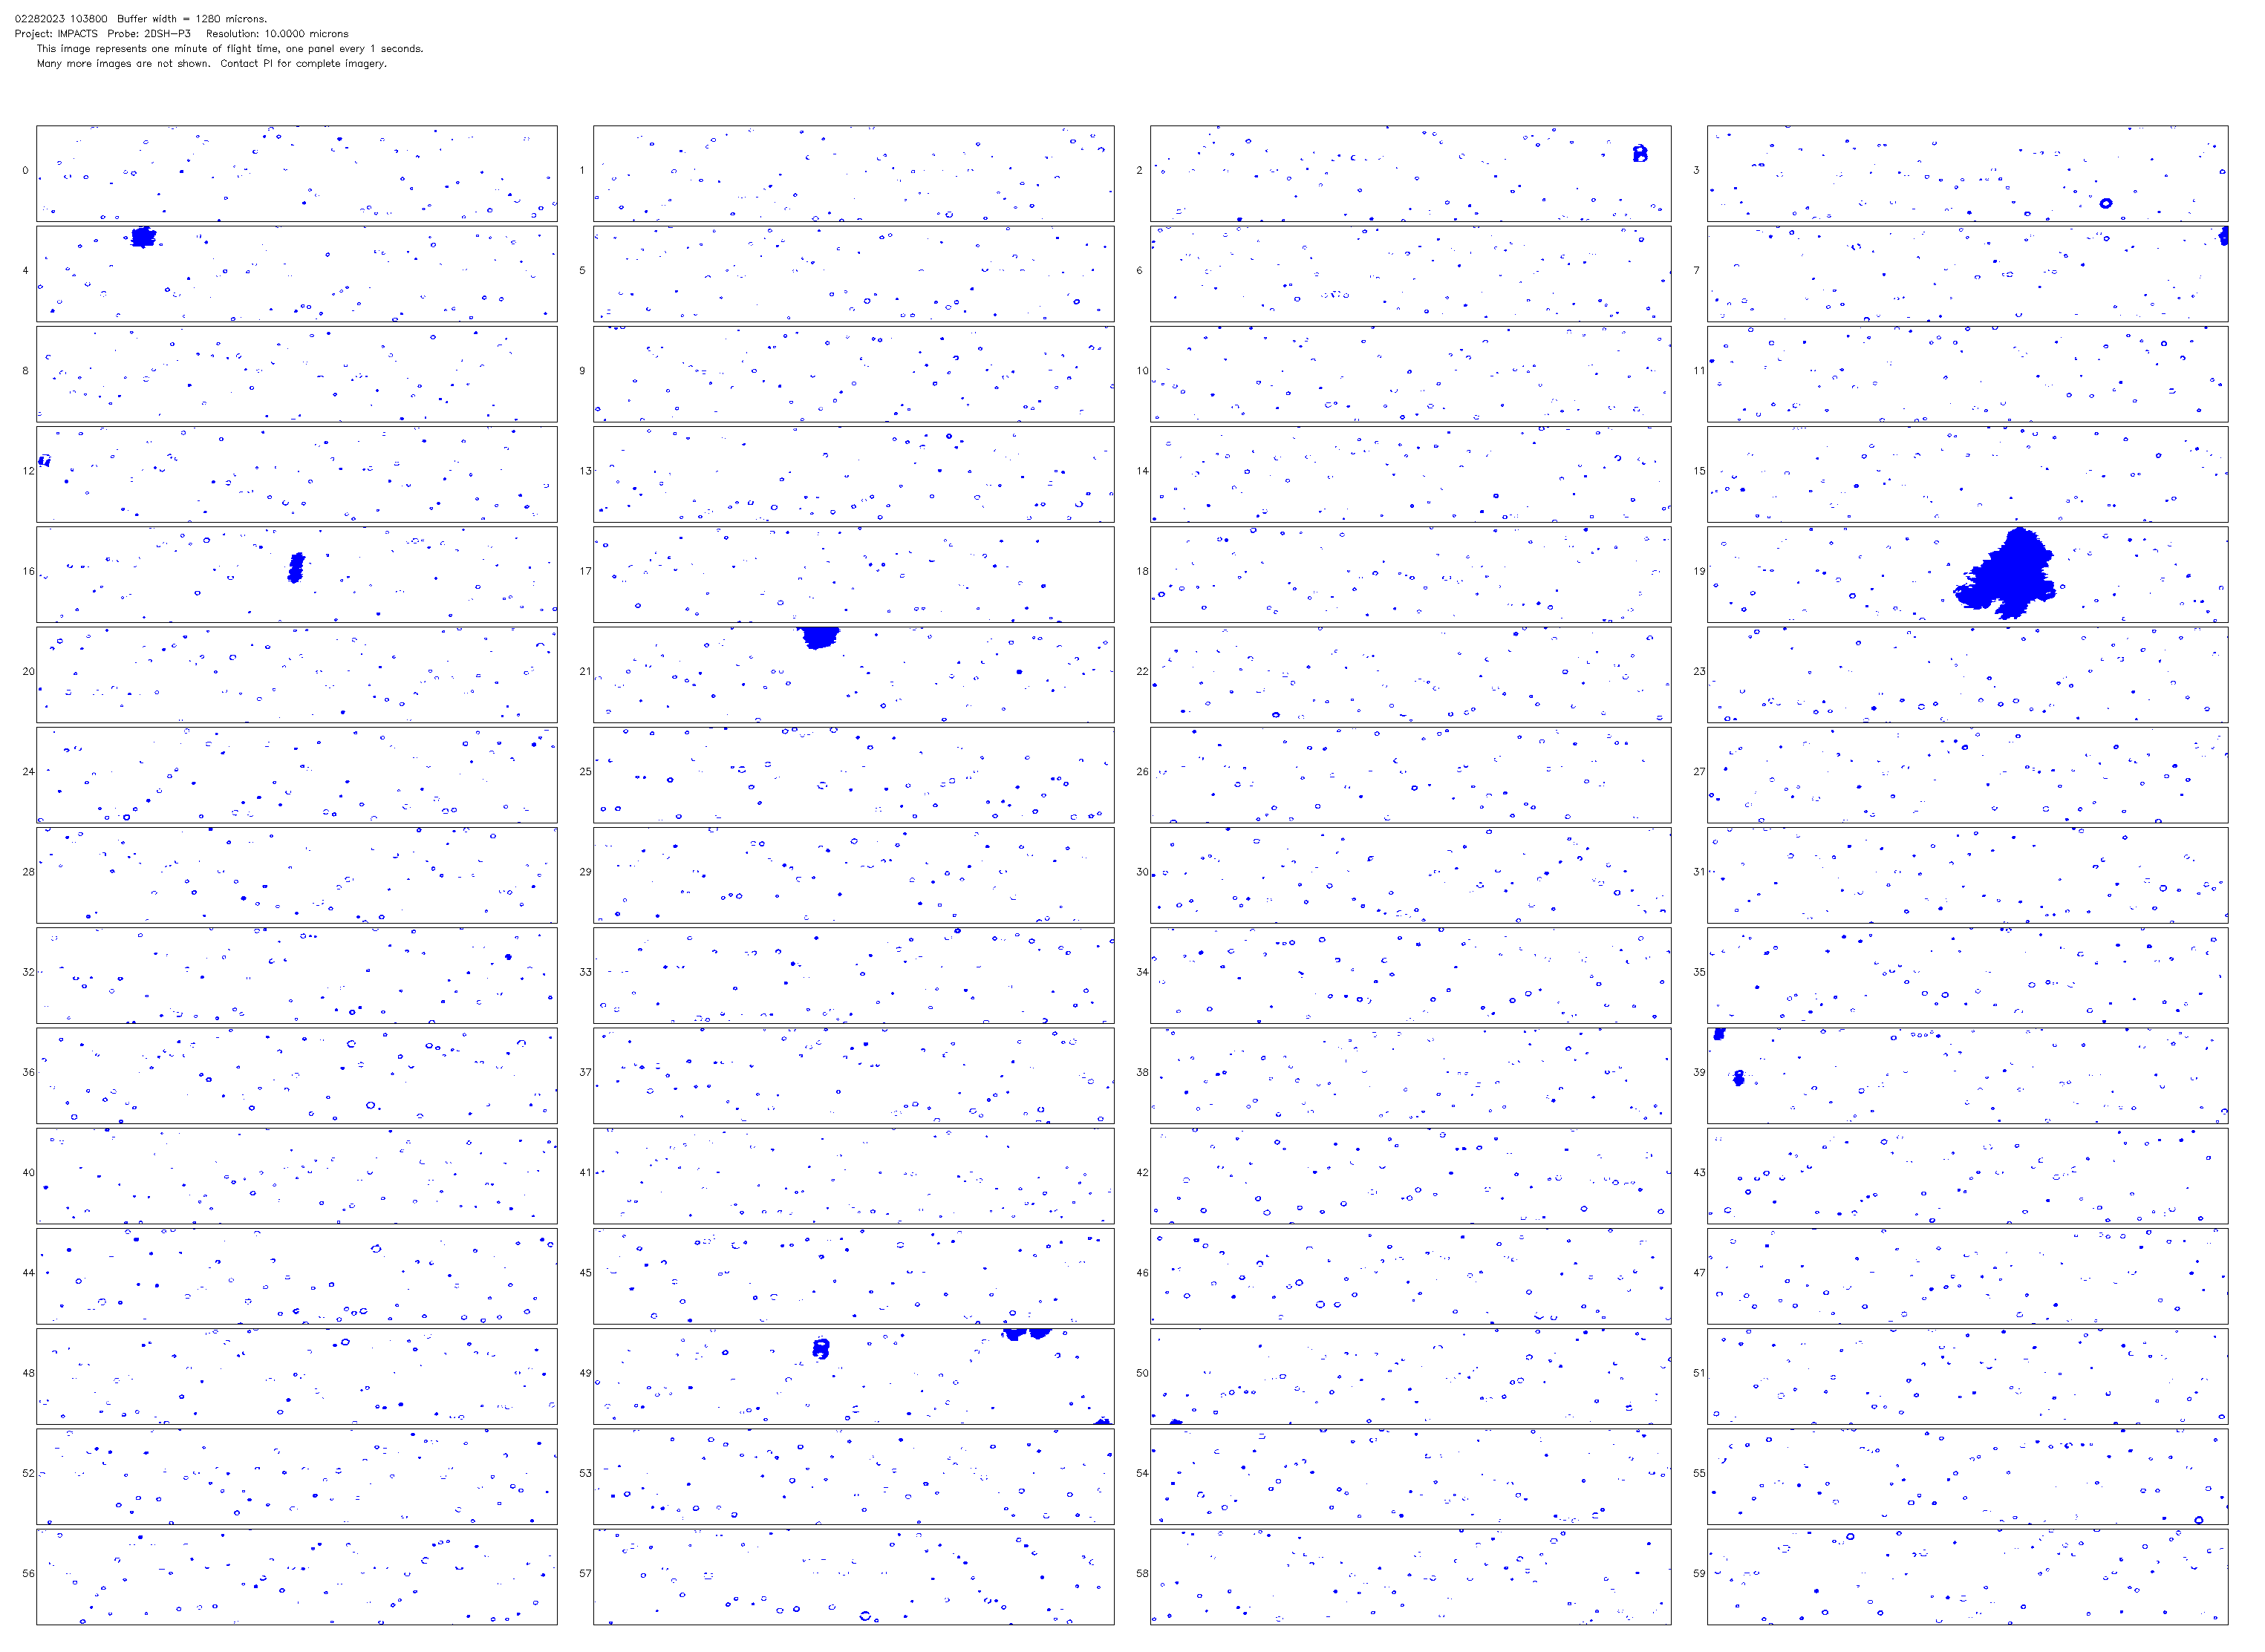 02282023 103800  Buffer width = 1280 microns.
Project: IMPACTS  Probe: 2DSH-P3  Resolution: 10.0000 microns
This image represents one minute of flight time, one panel every 1 seconds.
Many more images are not shown.  Contact PI for complete imagery.
0 1 2 3
4 5 6 7
8 9 10 11
12 13 14 15
16 17 18 19
20 21 22 23
24 25 26 27
28 29 30 31
32 33 34 35
36 37 38 39
40 41 42 43
44 45 46 47
48 49 50 51
52 53 54 55
56 57 58 59